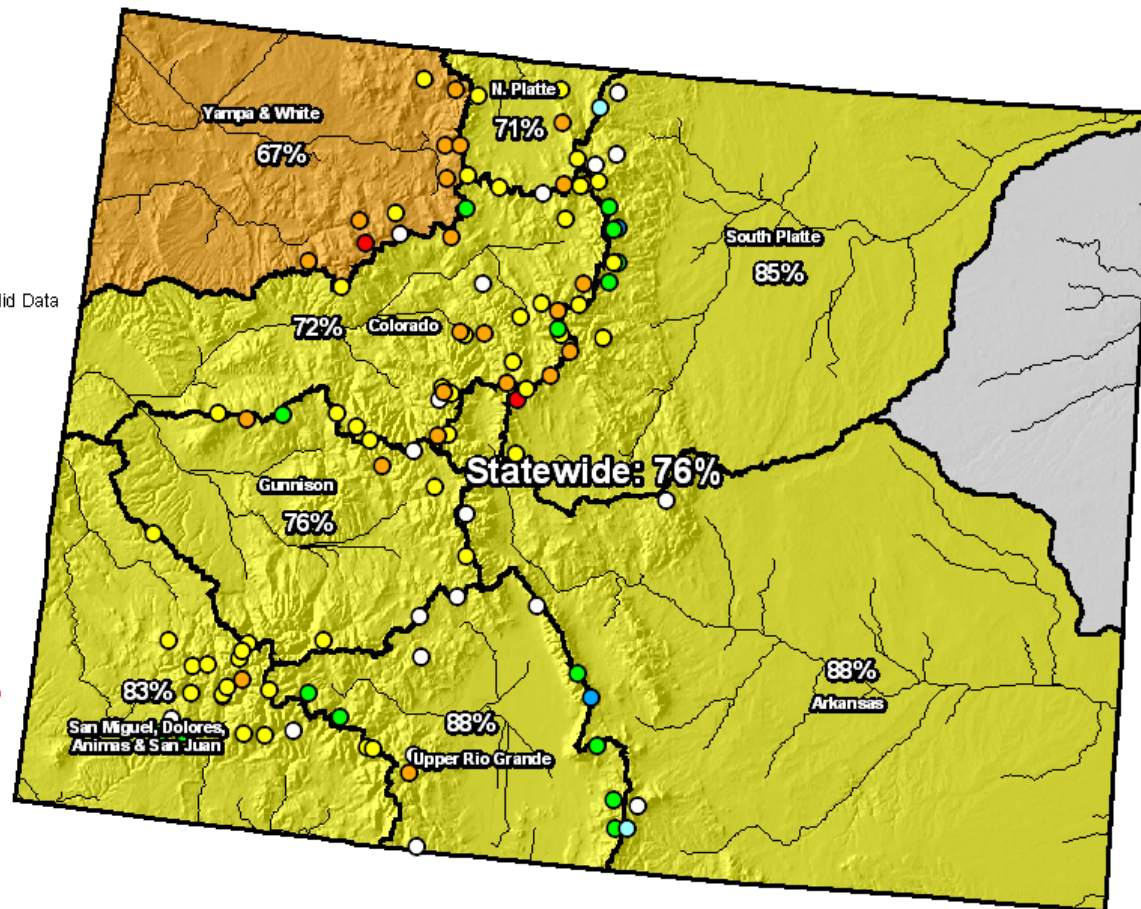 N. Platte
71%
Yampa & White
67%
South Platte
85%
72%
Colorado
Statewide: 76%
Gunnison
76%
83%
San Miguel, Dolores,
Animas & San Juan
88%
Upper Rio Grande
88%
Arkansas
Data